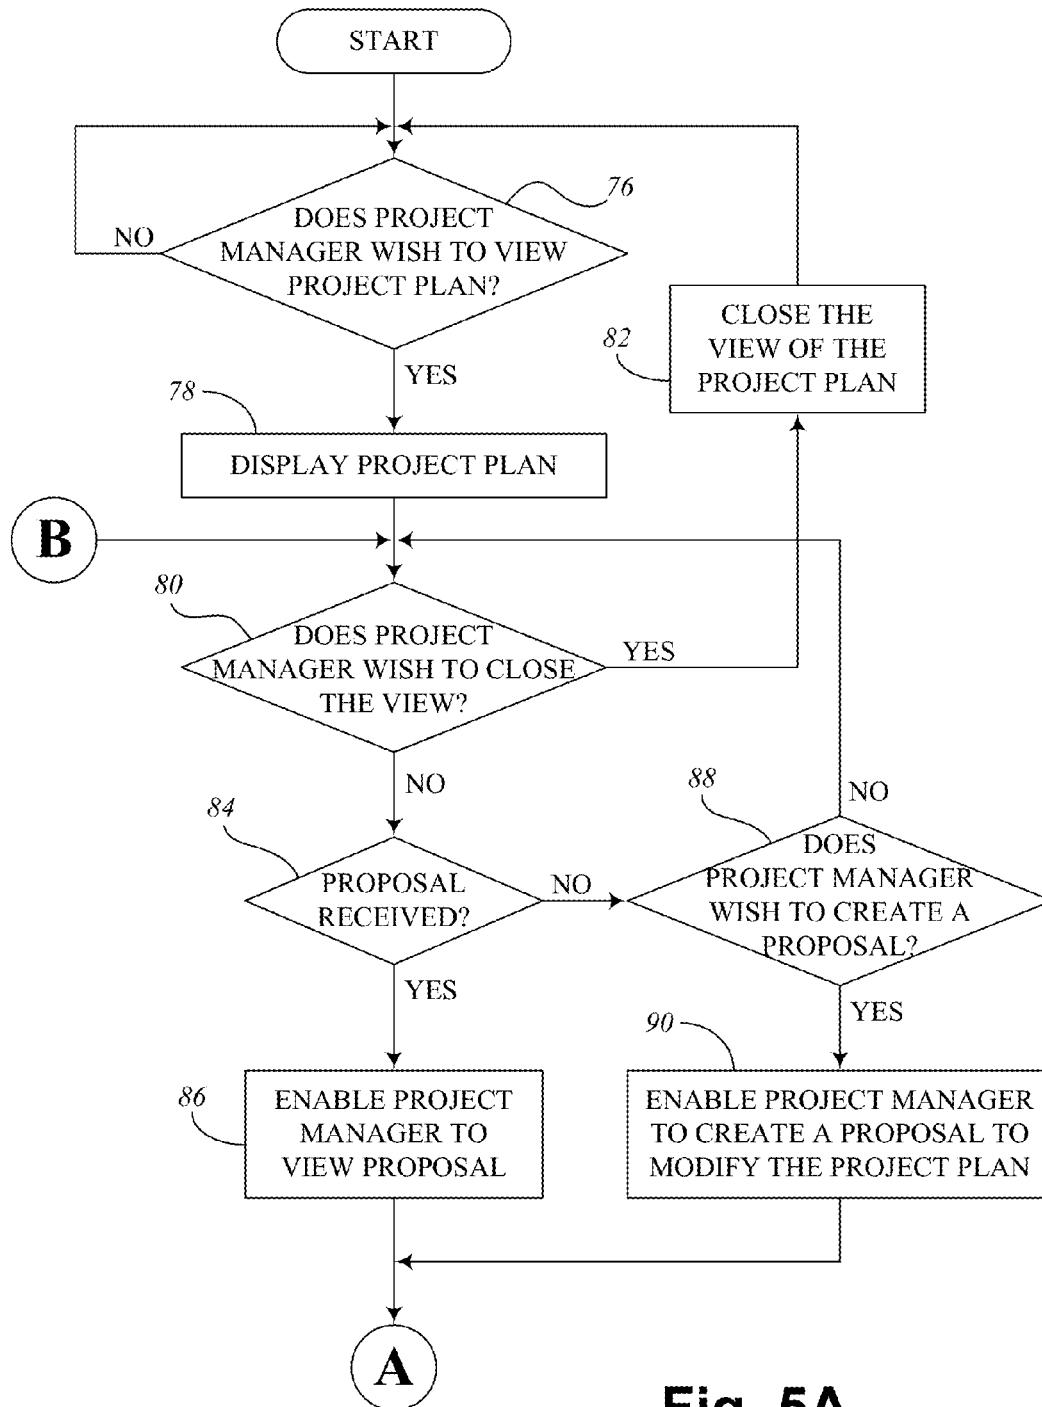 START
76
DOES PROJECT
MANAGER WISH TO VIEW
PROJECT PLAN?
NO
YES
CLOSE THE
VIEW OF THE
PROJECT PLAN
82
78
DISPLAY PROJECT PLAN
B
80
DOES PROJECT
MANAGER WISH TO CLOSE
THE VIEW?
YES
NO
84
PROPOSAL
RECEIVED?
NO
88
NO
DOES
PROJECT MANAGER
WISH TO CREATE A
PROPOSAL?
YES
YES
86
ENABLE PROJECT
MANAGER TO
VIEW PROPOSAL
90
ENABLE PROJECT MANAGER
TO CREATE A PROPOSAL TO
MODIFY THE PROJECT PLAN
A
Fig. 5A